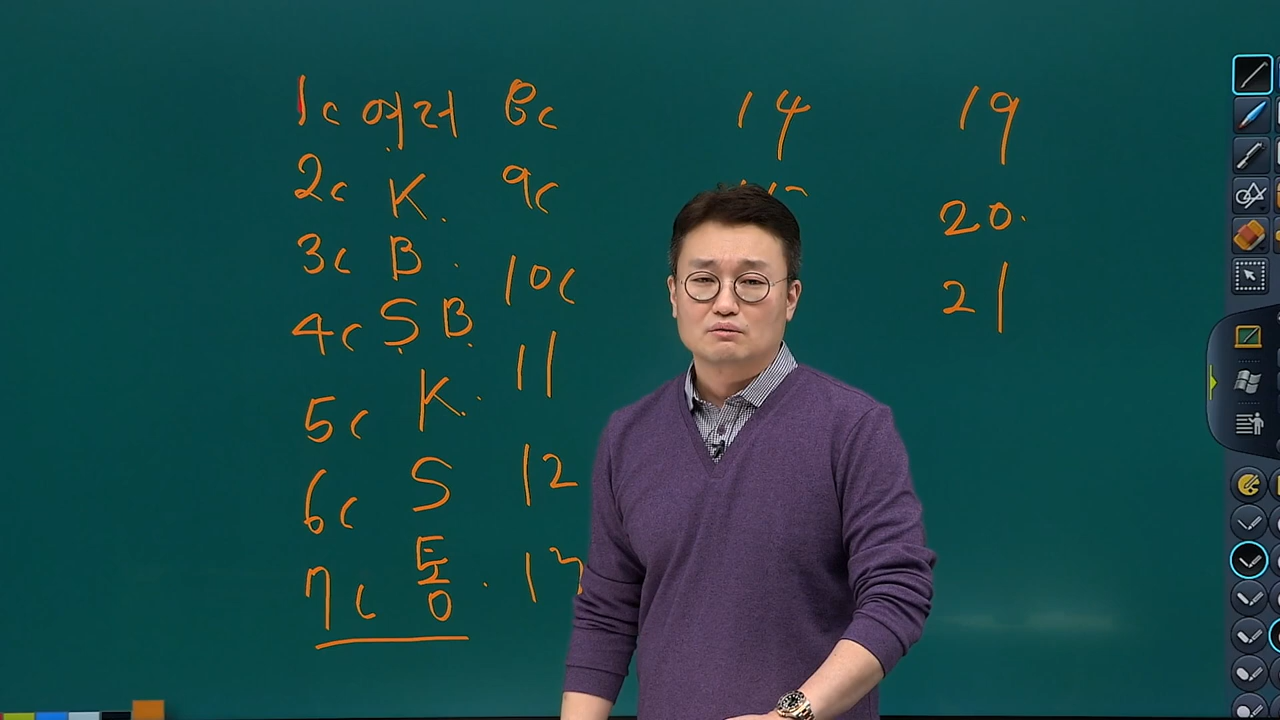 1c 여러
2c K.
3c B.
4c S B
5c K.
6c S
7c 통.
8c
9c
10c
11
12
13
14
19
20.
21